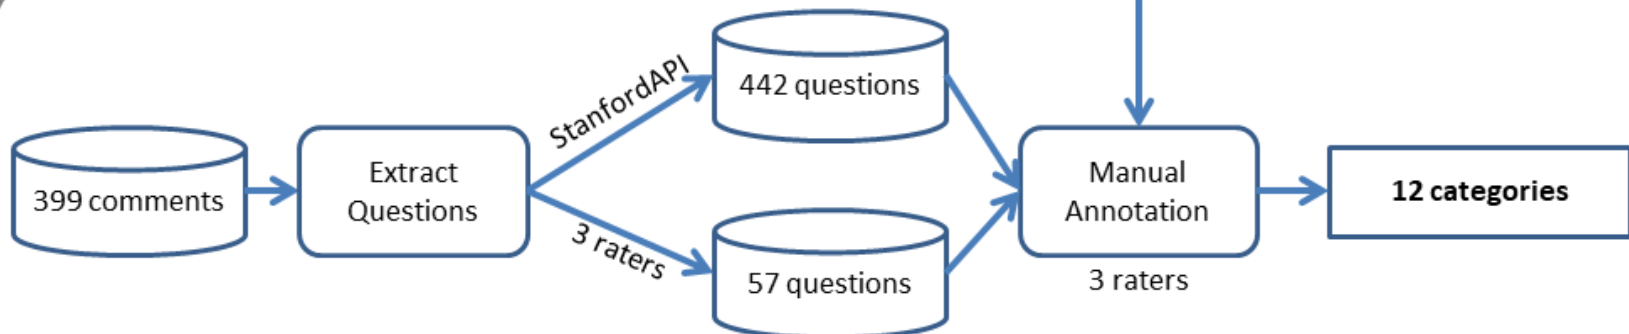 399 comments
Extract
Questions
StanfordAPI
3 raters
442 questions
57 questions
Manual
Annotation
3 raters
12 categories